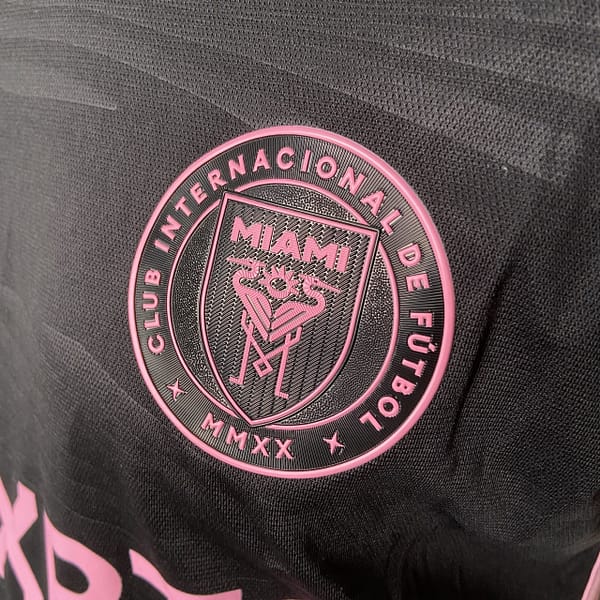 CLUB INTERNACIONAL DE FÚTBOL
MIAMI
MMXX